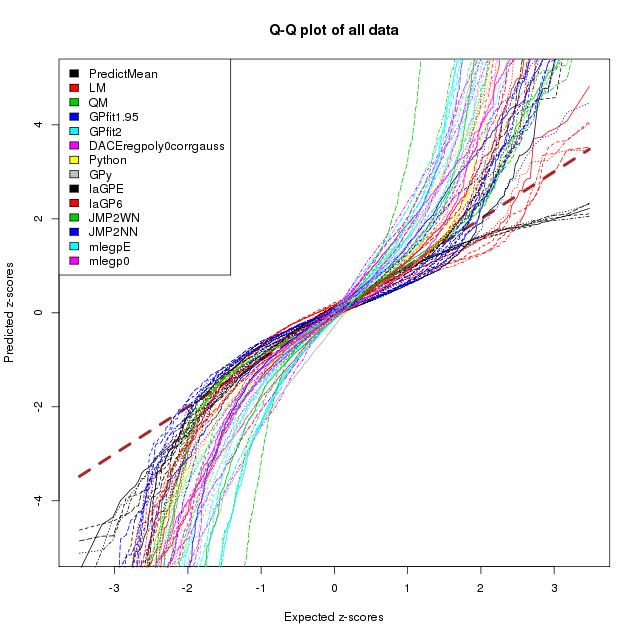 Q-Q plot of all data
PredictMean
LM
QM
GPfit1.95
GPfit2
DACEregpoly0corrgauss
Python
GPy
laGPE
laGP6
JMP2WN
JMP2NN
mlegpE
mlegp0
4
2
0
-2
-4
Predicted z-scores
-3 -2 -1 0 1 2 3
Expected z-scores